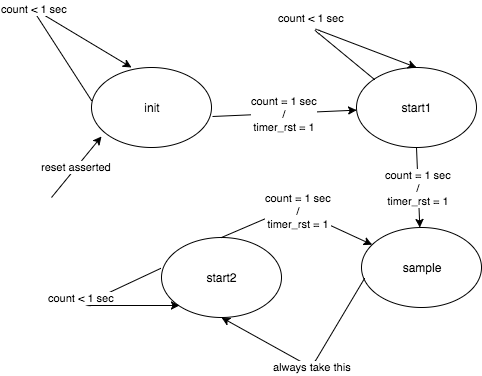 count < 1 sec
count < 1 sec
init
count = 1 sec
/
timer_rst = 1
start1
reset asserted
count = 1 sec
/
timer_rst = 1
count = 1 sec
/
timer_rst = 1
start2
sample
count < 1 sec
always take this